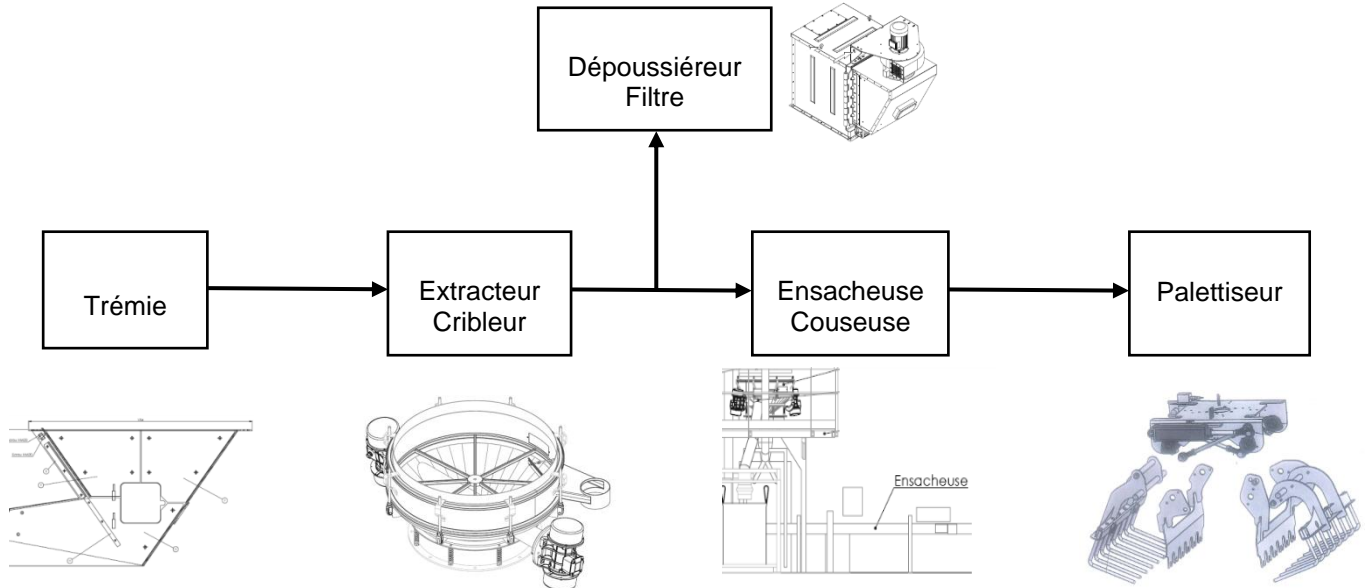 Dépoussiéreur
Filtre
Trémie
Extracteur
Cribleur
Ensacheuse
Couseuse
Palettiseur
Ensacheuse